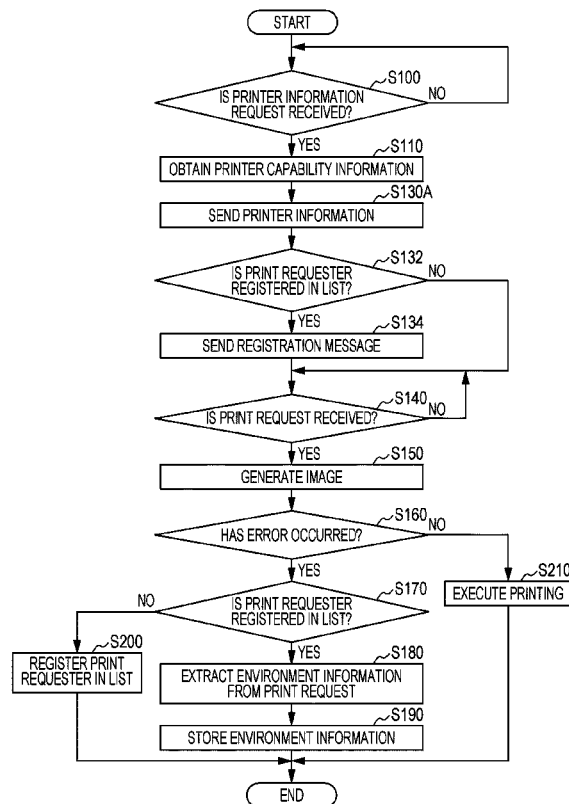 START
S100
IS PRINTER INFORMATION
REQUEST RECEIVED?
NO
YES
S110
OBTAIN PRINTER CAPABILITY INFORMATION
S130A
SEND PRINTER INFORMATION
S132
IS PRINT REQUESTER
REGISTERED IN LIST?
NO
YES
S134
SEND REGISTRATION MESSAGE
S140
IS PRINT REQUEST RECEIVED?
NO
YES
S150
GENERATE IMAGE
S160
HAS ERROR OCCURRED?
NO
YES
S210
EXECUTE PRINTING
S170
IS PRINT REQUESTER
REGISTERED IN LIST?
NO
YES
S200
REGISTER PRINT
REQUESTER IN LIST
S180
EXTRACT ENVIRONMENT INFORMATION
FROM PRINT REQUEST
S190
STORE ENVIRONMENT INFORMATION
END